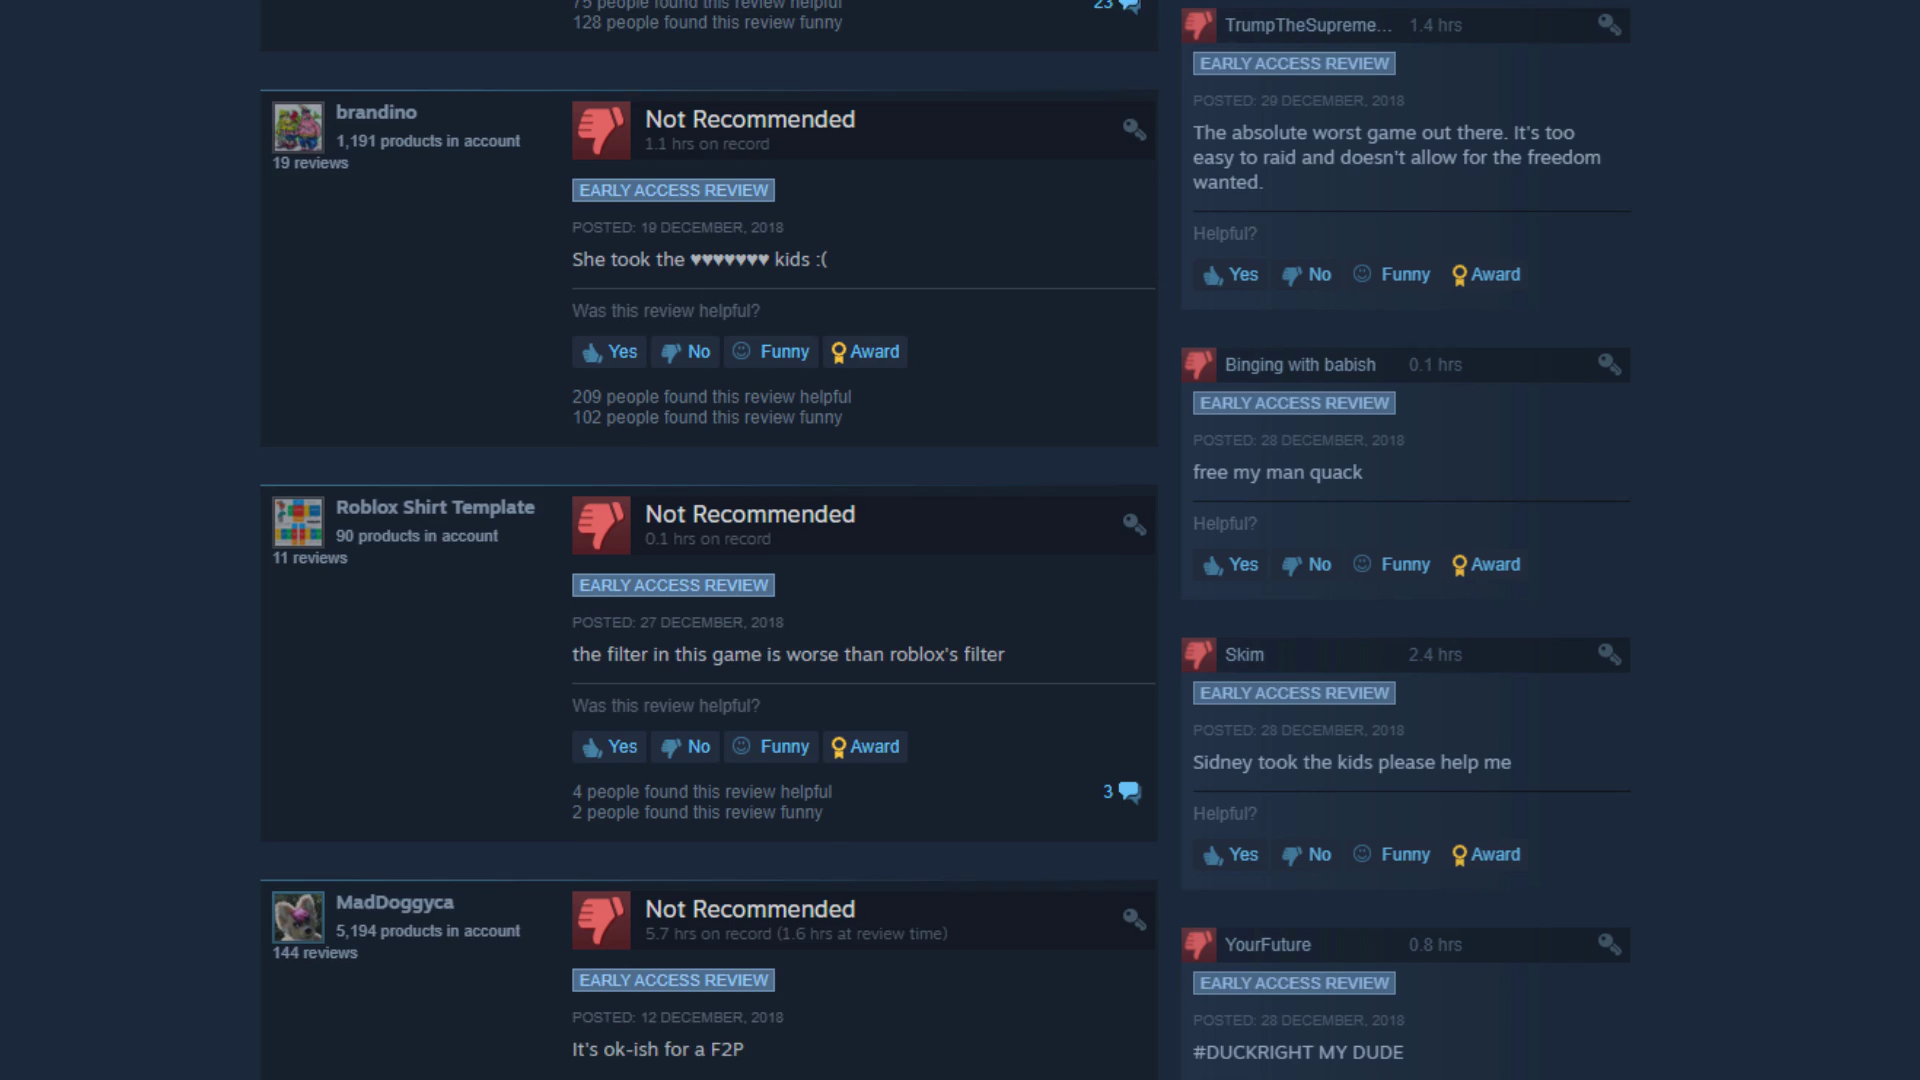 75 people found this review helpful
128 people found this review funny
23
brandino
1,191 products in account
19 reviews
Not Recommended
1.1 hrs on record
EARLY ACCESS REVIEW
POSTED: 19 DECEMBER, 2018
She took the ♥♥♥♥♥♥♥ kids :(
Was this review helpful?
Yes No Funny Award
209 people found this review helpful
102 people found this review funny
Roblox Shirt Template
90 products in account
11 reviews
Not Recommended
0.1 hrs on record
EARLY ACCESS REVIEW
POSTED: 27 DECEMBER, 2018
the filter in this game is worse than roblox's filter
Was this review helpful?
Yes No Funny Award
4 people found this review helpful
2 people found this review funny
3
MadDoggyca
5,194 products in account
144 reviews
Not Recommended
5.7 hrs on record (1.6 hrs at review time)
EARLY ACCESS REVIEW
POSTED: 12 DECEMBER, 2018
It's ok-ish for a F2P
TrumpTheSupreme... 1.4 hrs
EARLY ACCESS REVIEW
POSTED: 29 DECEMBER, 2018
The absolute worst game out there. It's too
easy to raid and doesn't allow for the freedom
wanted.
Helpful?
Yes No Funny Award
Binging with babish 0.1 hrs
EARLY ACCESS REVIEW
POSTED: 28 DECEMBER, 2018
free my man quack
Helpful?
Yes No Funny Award
Skim 2.4 hrs
EARLY ACCESS REVIEW
POSTED: 28 DECEMBER, 2018
Sidney took the kids please help me
Helpful?
Yes No Funny Award
YourFuture 0.8 hrs
EARLY ACCESS REVIEW
POSTED: 28 DECEMBER, 2018
#DUCKRIGHT MY DUDE